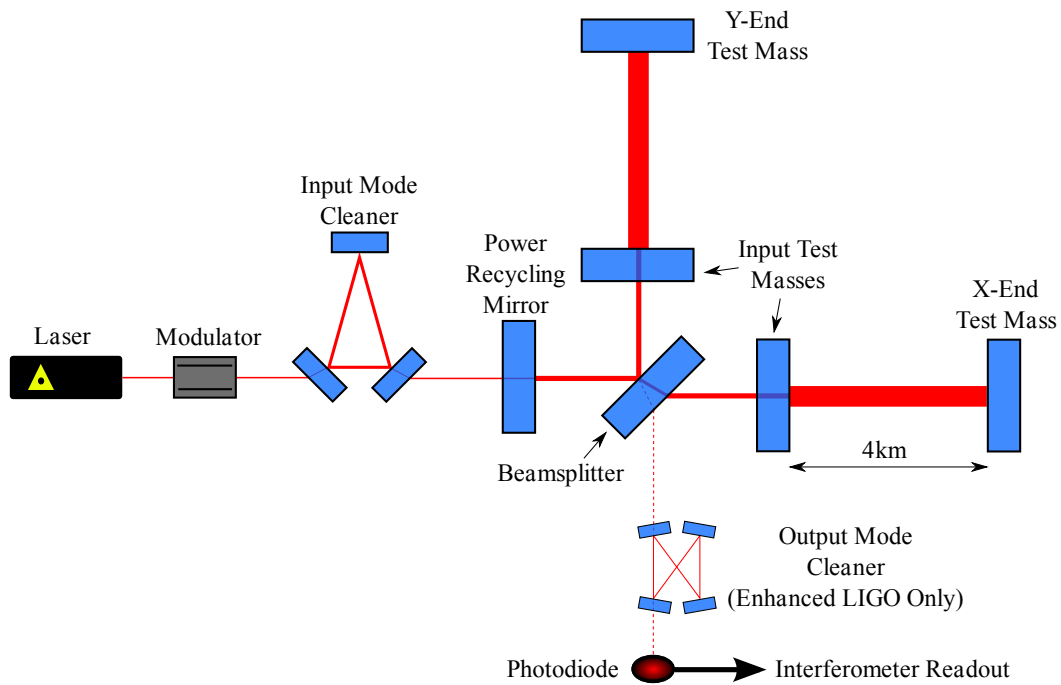 Y-End
Test Mass
Input Mode
Cleaner
Power
Recycling
Mirror
Input Test
Masses
X-End
Test Mass
Laser
Modulator
Beamsplitter
4km
Output Mode
Cleaner
(Enhanced LIGO Only)
Photodiode
Interferometer Readout